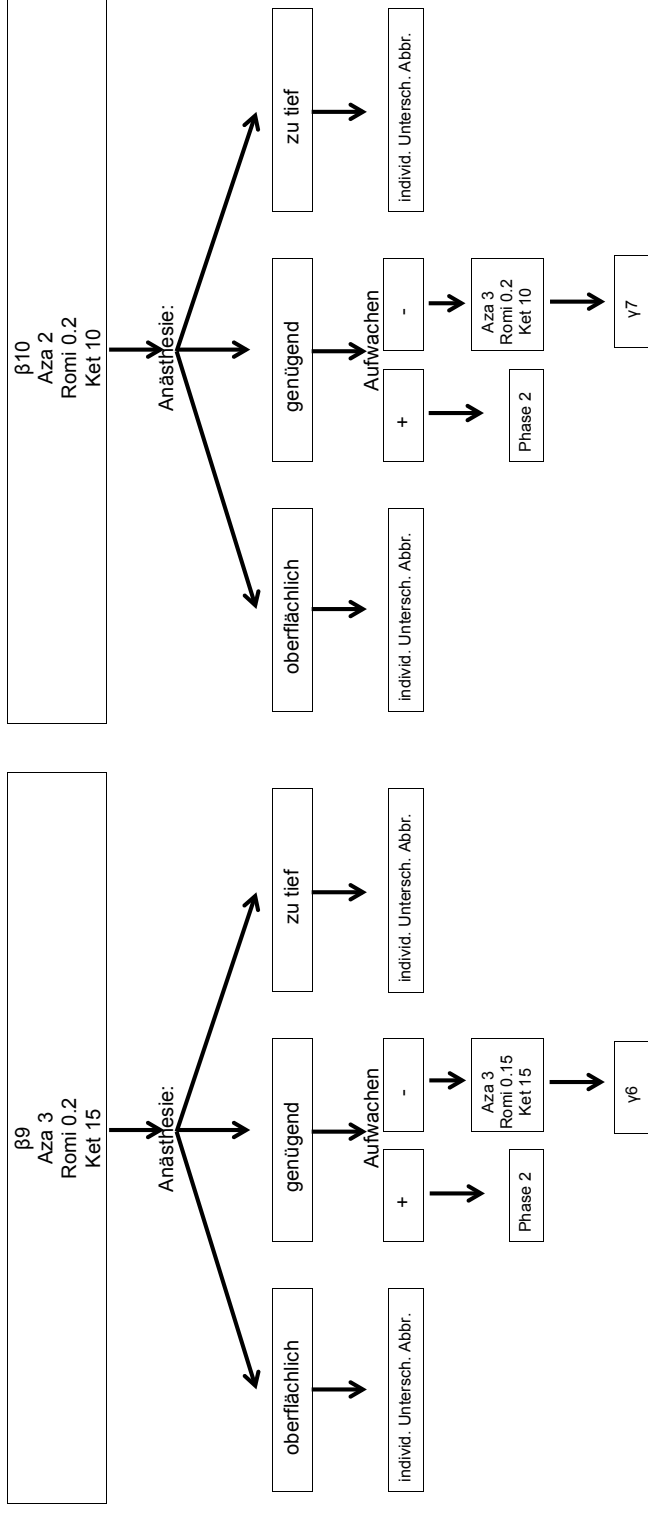 β9
Aza 3
Romi 0.2
Ket 15
Anästhesie:
oberflächlich
genügend
zu tief
individ. Untersch. Abbr.
Aufwachen
individ. Untersch. Abbr.
+
-
Phase 2
Aza 3
Romi 0.15
Ket 15
γ6
β10
Aza 2
Romi 0.2
Ket 10
Anästhesie:
oberflächlich
genügend
zu tief
individ. Untersch. Abbr.
Aufwachen
individ. Untersch. Abbr.
+
-
Phase 2
Aza 3
Romi 0.2
Ket 10
γ7